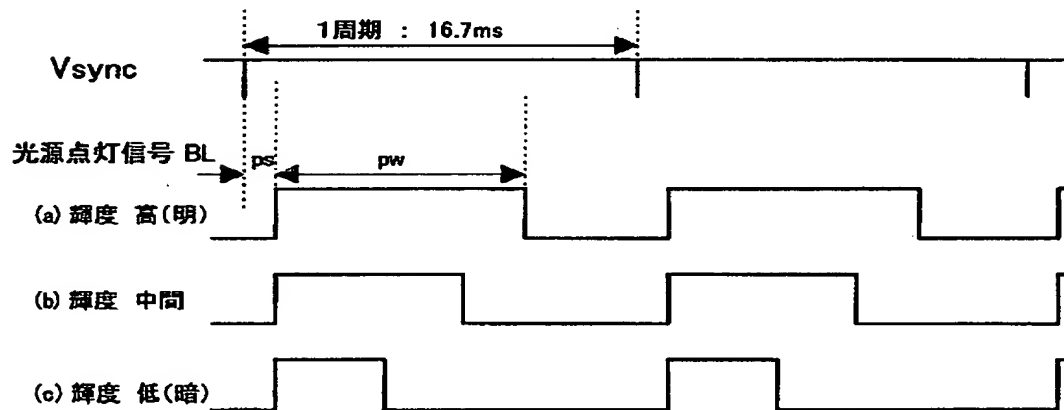 1周期 : 16.7ms
Vsync
光源点灯信号 BL
ps
pw
(a) 輝度 高(明)
(b) 輝度 中間
(c) 輝度 低(暗)